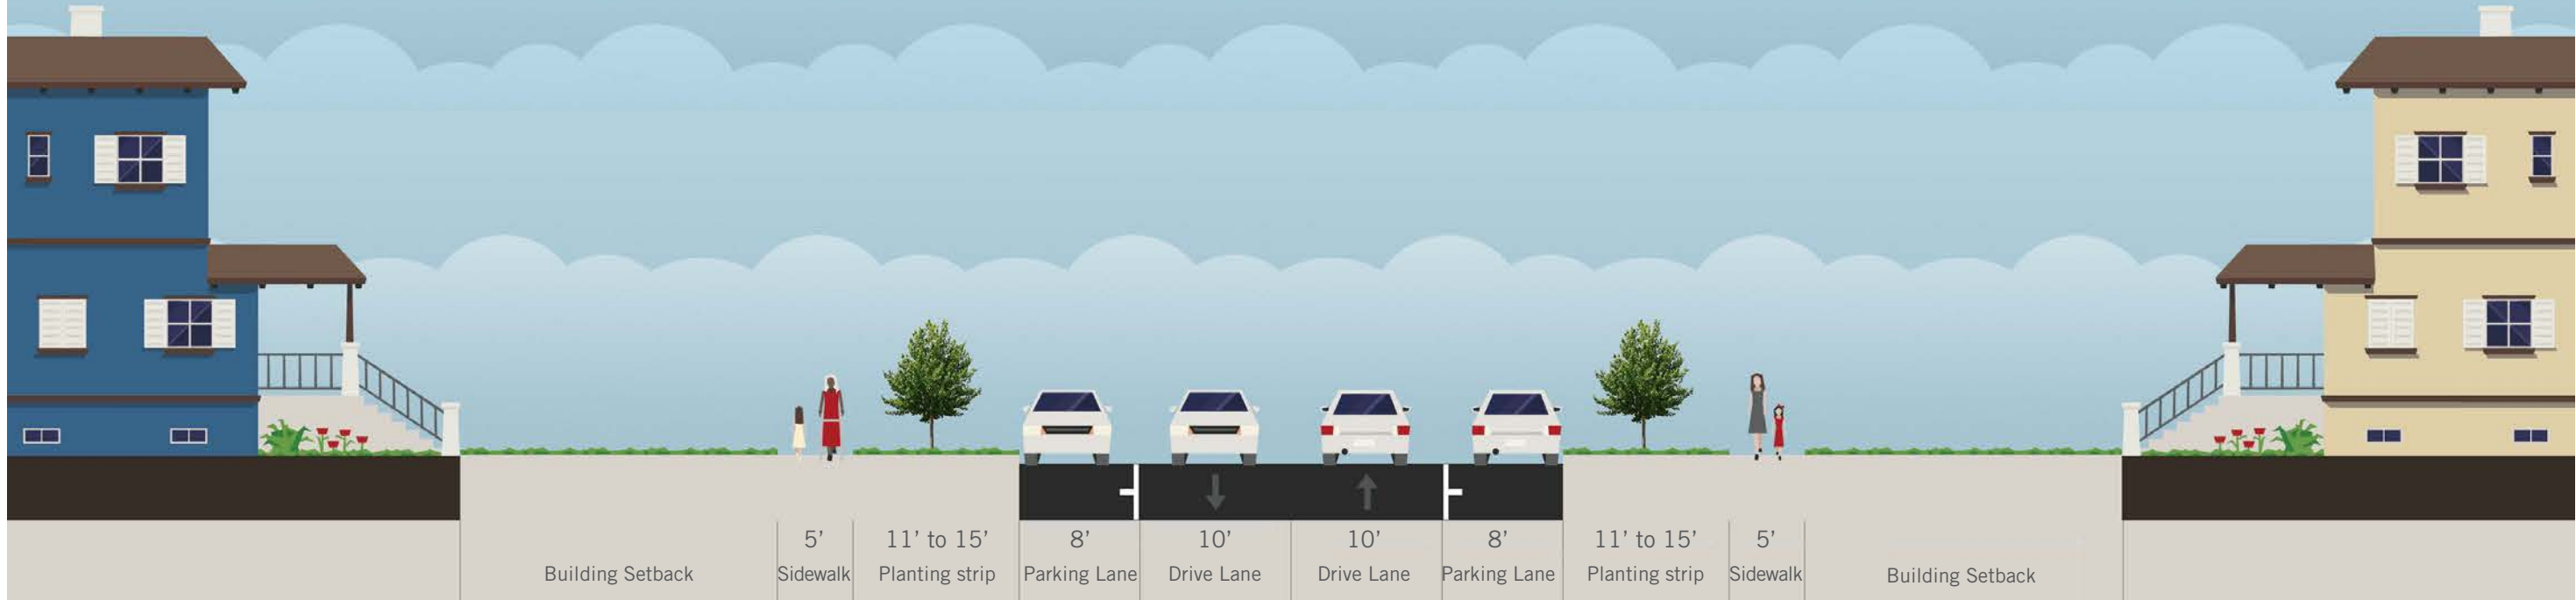 5’ 11’ to 15’ 8’ 10’ 10’ 8’ 11’ to 15’ 5’
Building Setback Sidewalk Planting strip Parking Lane Drive Lane Drive Lane Parking Lane Planting strip Sidewalk Building Setback